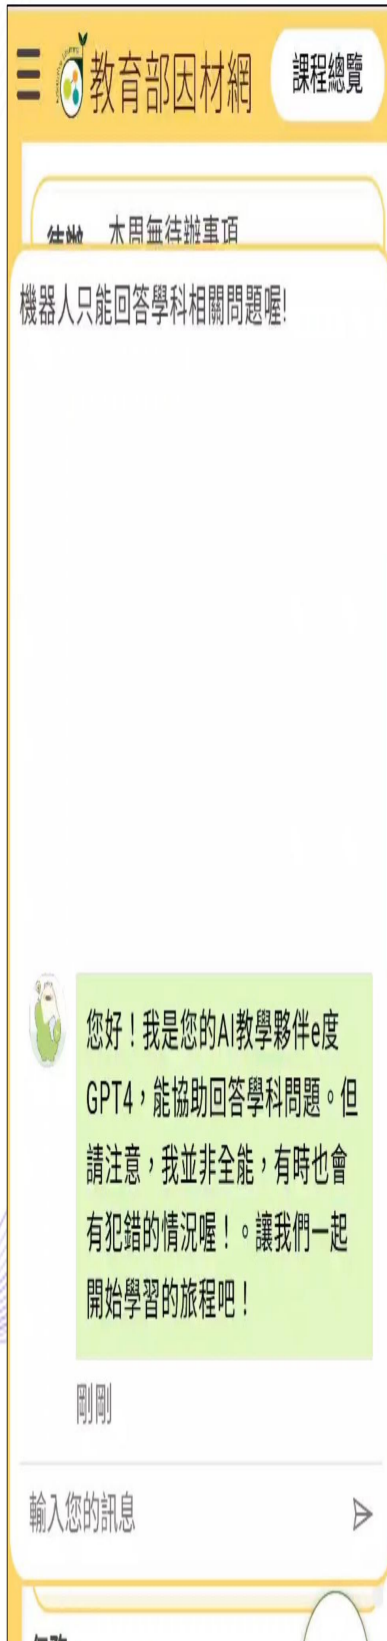 教育部因材網
課程總覽
待辦 本周無待辦事項
機器人只能回答學科相關問題喔!
您好！我是您的AI教學夥伴e度
GPT4，能協助回答學科問題。但
請注意，我並非全能，有時也會
有犯錯的情況喔！。讓我們一起
開始學習的旅程吧！
剛剛
輸入您的訊息